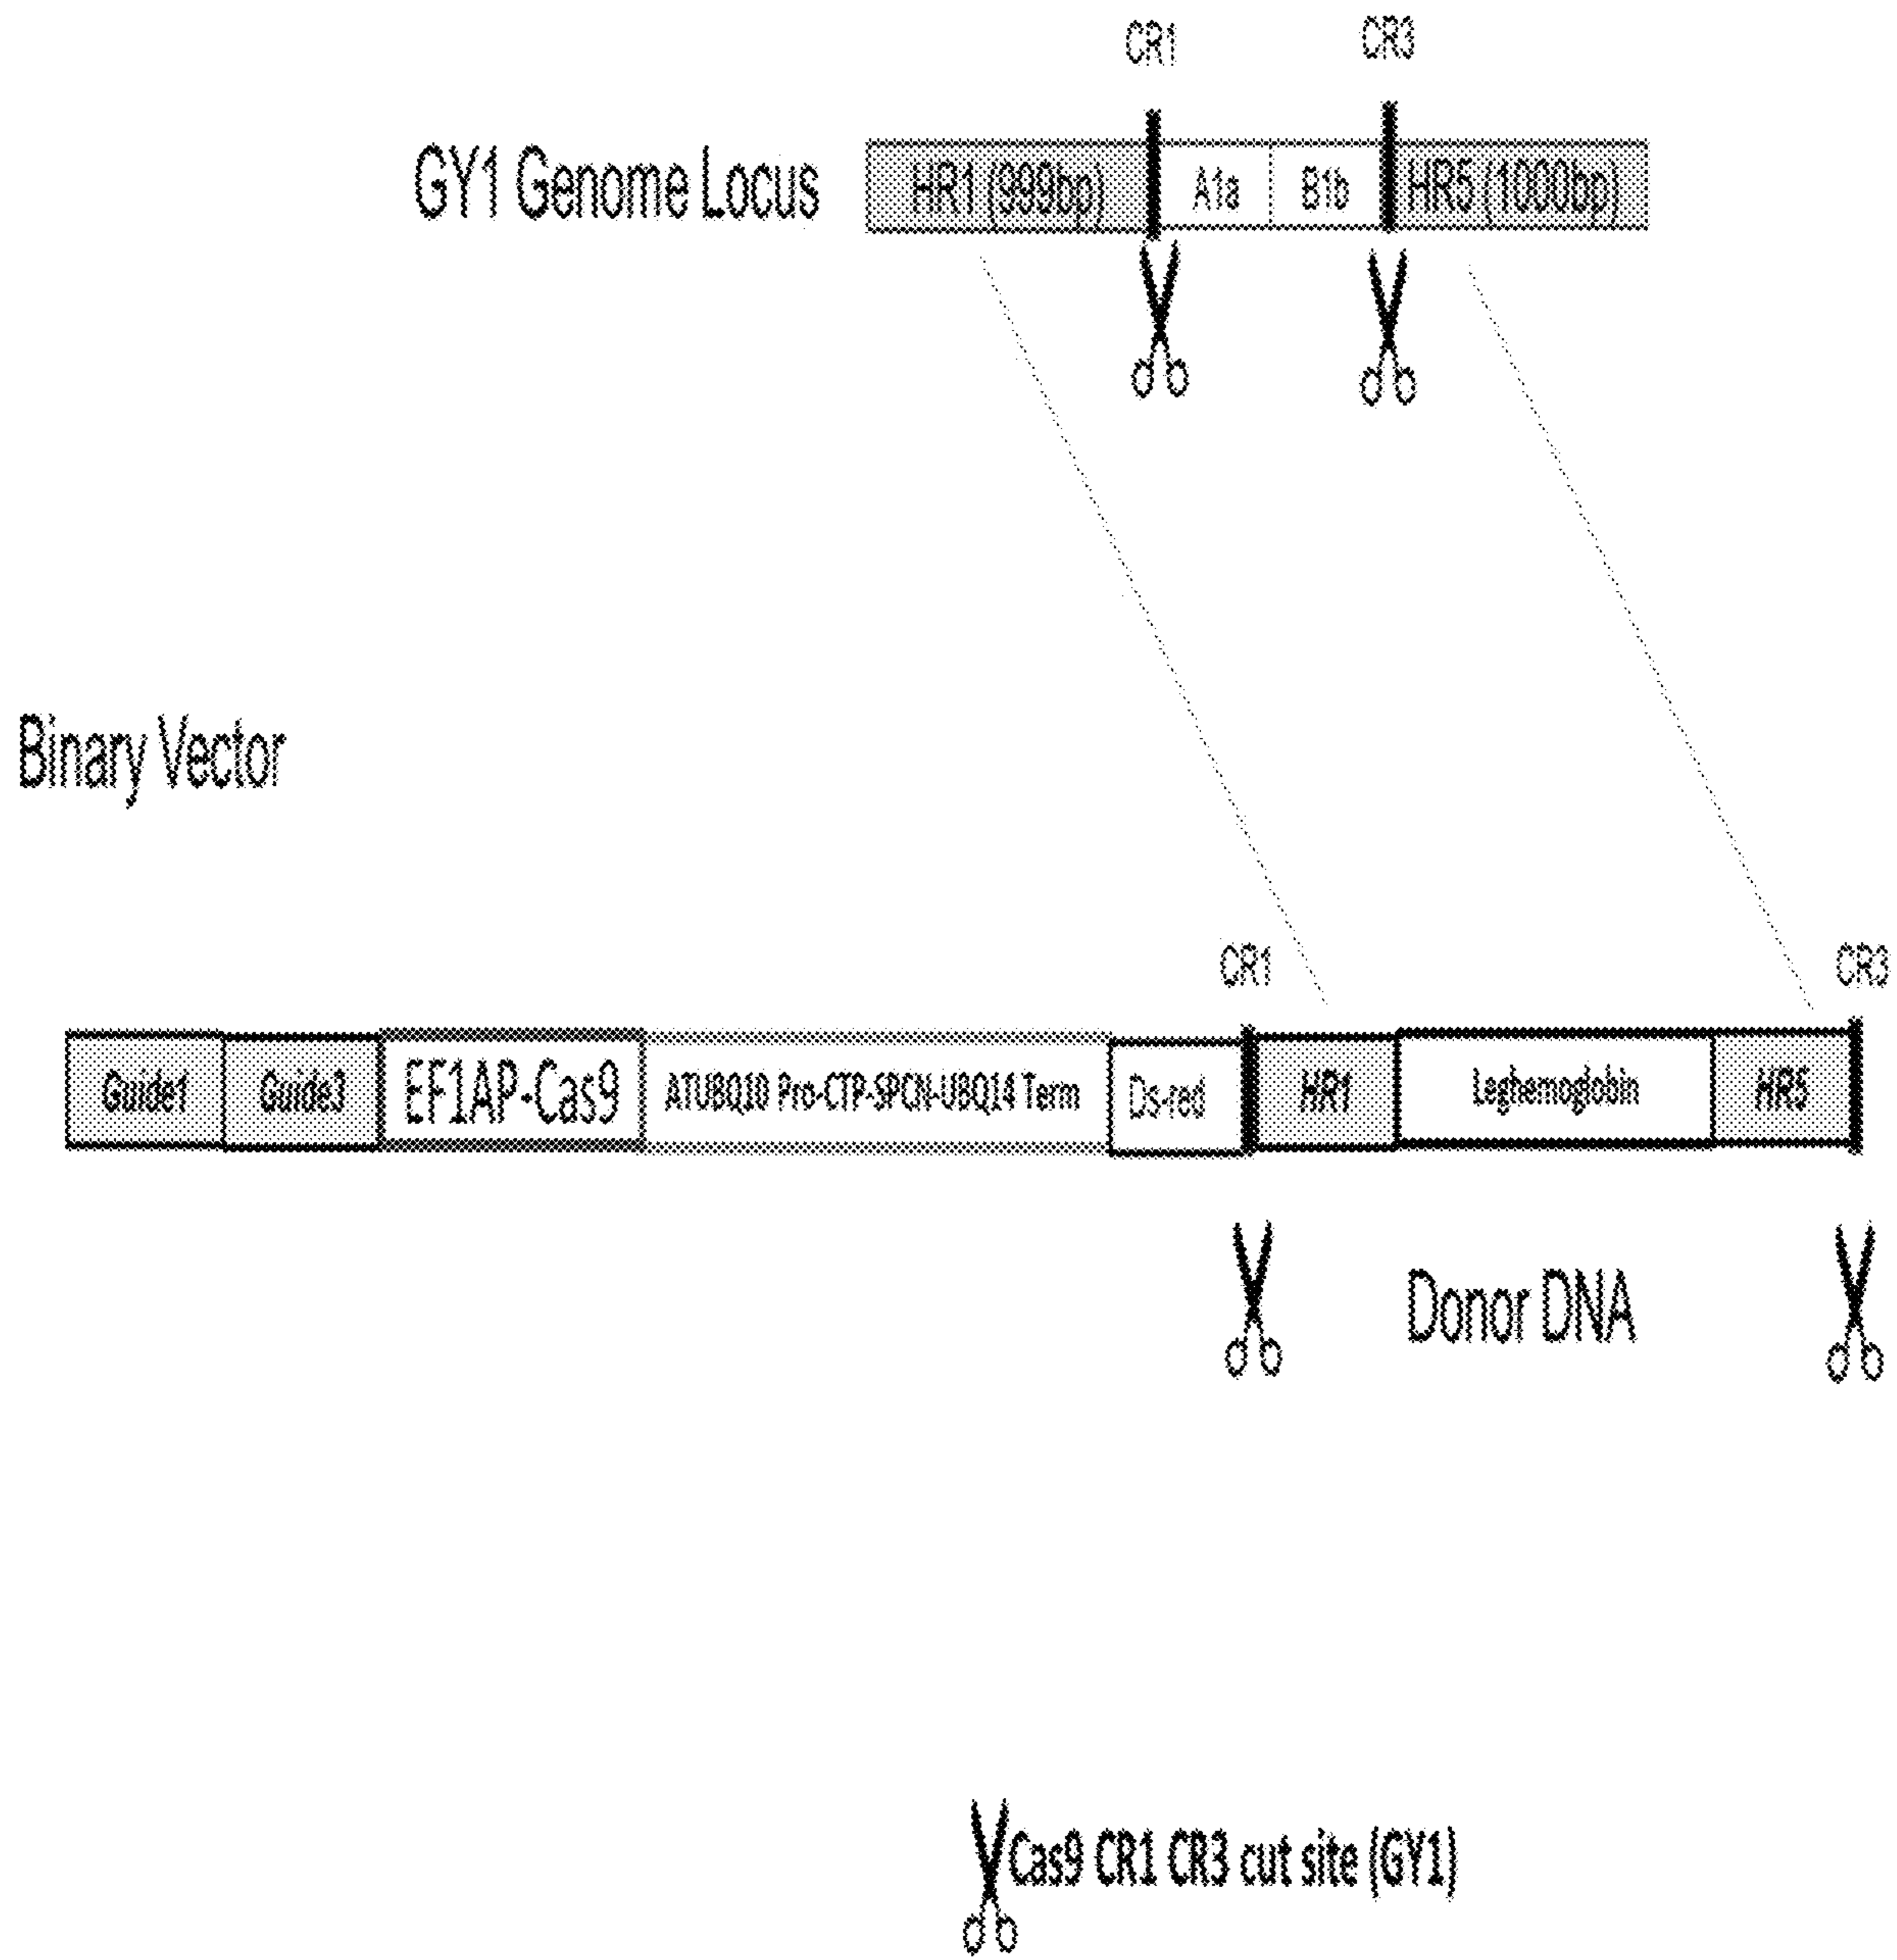 CR1 CR3
GY1 Genome Locus HR1 (999bp) A1a B1b HR5 (1000bp)
Binary Vector
CR1 CR3
Guide1 Guide3 EF1AP-Cas9 ATUBQ10 Pro-CTP-SPCN-UBQ14 Term Ds-red HR1 Leghemoglobin HR5
Donor DNA
Cas9 CR1 CR3 cut site (GY1)